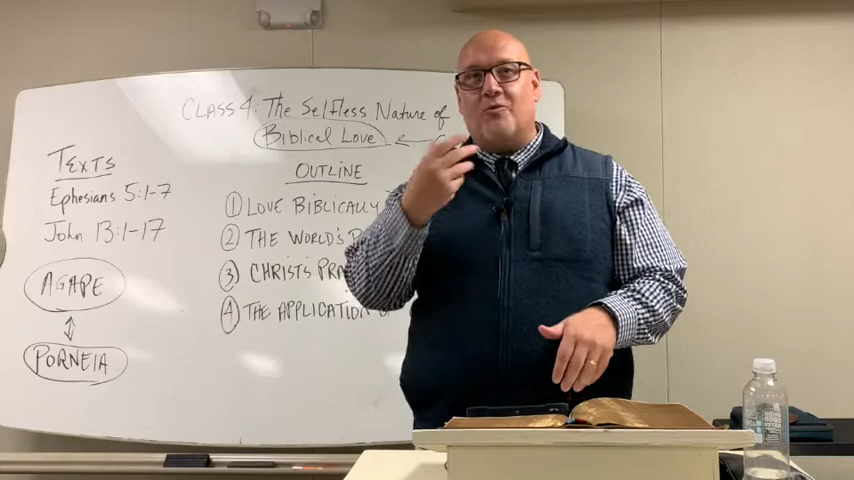 CLASS 4: The Selfless Nature of
Biblical Love
TEXTS
Ephesians 5:1-7
John 13:1-17
AGAPE
PORNEIA
OUTLINE
① LOVE BIBLICALLY
② THE WORLD'S
③ CHRIST'S
④ THE APPLICATION